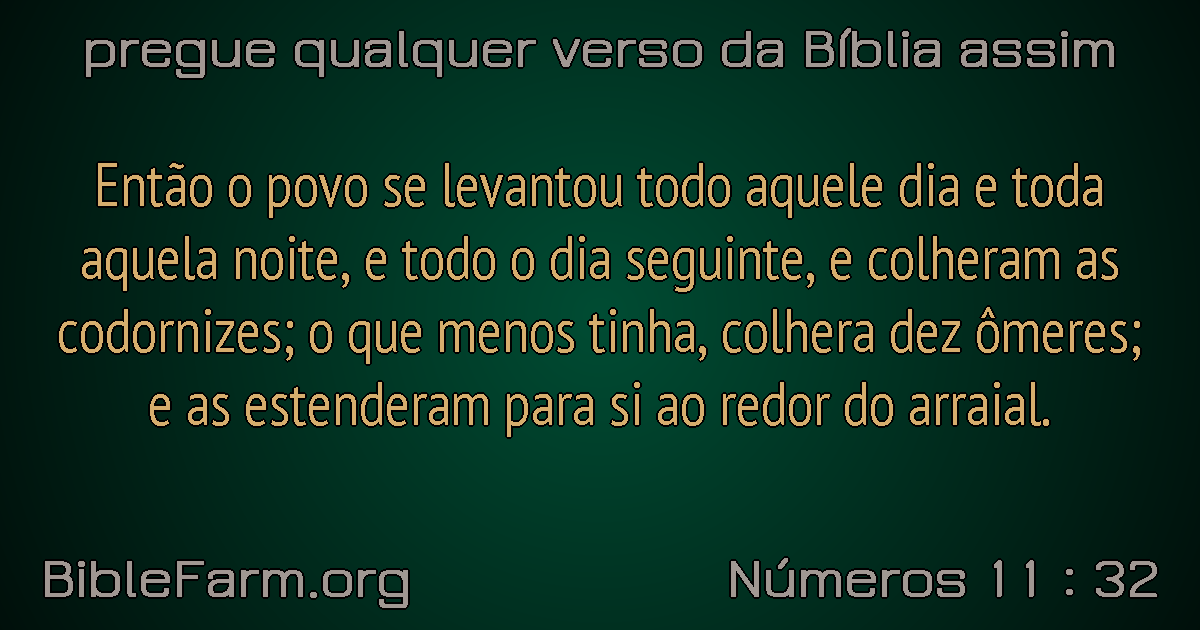 pregue qualquer verso da Bíblia assim
Então o povo se levantou todo aquele dia e toda
aquela noite, e todo o dia seguinte, e colheram as
codornizes; o que menos tinha, colhera dez ômeres;
e as estenderam para si ao redor do arraial.
BibleFarm.org
Números 11 : 32